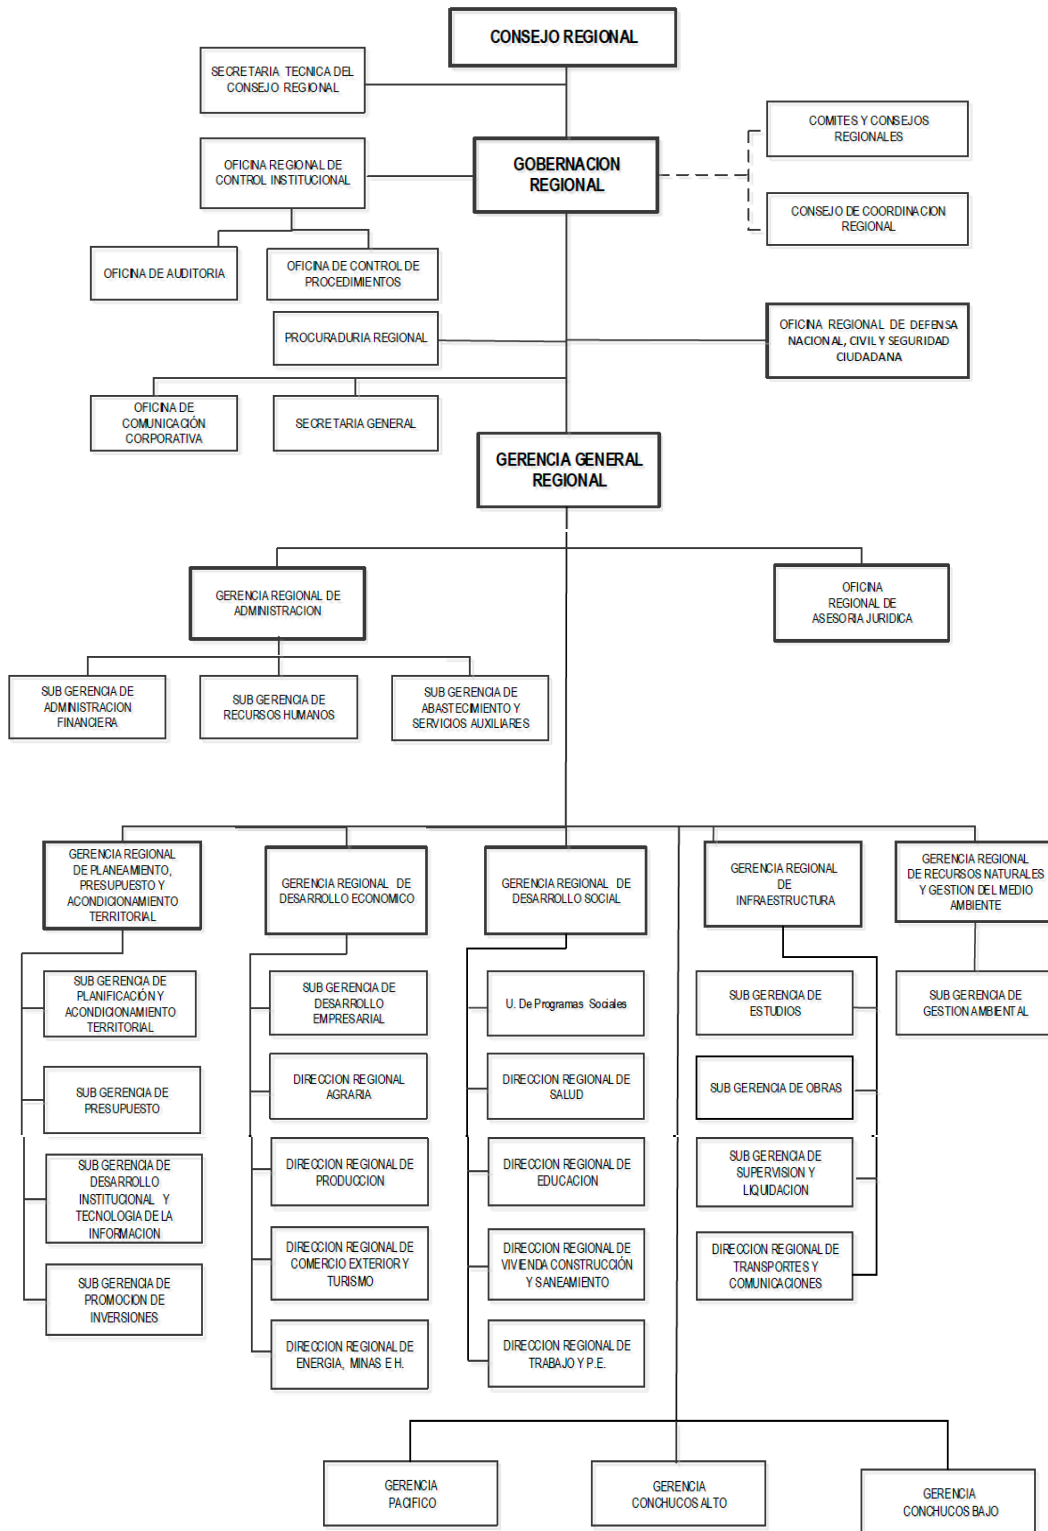 CONSEJO REGIONAL
SECRETARIA TECNICA DEL
CONSEJO REGIONAL
COMITES Y CONSEJOS
REGIONALES
OFICINA REGIONAL DE
CONTROL INSTITUCIONAL
GOBERNACION
REGIONAL
CONSEJO DE COORDINACION
REGIONAL
OFICINA DE AUDITORIA
OFICINA DE CONTROL DE
PROCEDIMIENTOS
PROCURADURIA REGIONAL
OFICINA REGIONAL DE DEFENSA
NACIONAL, CIVIL Y SEGURIDAD
CIUDADANA
OFICINA DE
COMUNICACIÓN
CORPORATIVA
SECRETARIA GENERAL
GERENCIA GENERAL
REGIONAL
GERENCIA REGIONAL DE
ADMINISTRACION
OFICINA
REGIONAL DE
ASESORIA JURIDICA
SUB GERENCIA DE
ADMINISTRACION
FINANCIERA
SUB GERENCIA DE
RECURSOS HUMANOS
SUB GERENCIA DE
ABASTECIMIENTO Y
SERVICIOS AUXILIARES
GERENCIA REGIONAL
DE PLANEAMIENTO,
PRESUPUESTO Y
ACONDICIONAMIENTO
TERRITORIAL
GERENCIA REGIONAL DE
DESARROLLO ECONOMICO
GERENCIA REGIONAL DE
DESARROLLO SOCIAL
GERENCIA REGIONAL
DE
INFRAESTRUCTURA
GERENCIA REGIONAL
DE RECURSOS NATURALES
Y GESTION DEL MEDIO
AMBIENTE
SUB GERENCIA DE
PLANIFICACIÓN Y
ACONDICIONAMIENTO
TERRITORIAL
SUB GERENCIA DE
DESARROLLO
EMPRESARIAL
U. De Programas Sociales
SUB GERENCIA DE
ESTUDIOS
SUB GERENCIA DE
GESTION AMBIENTAL
SUB GERENCIA DE
PRESUPUESTO
DIRECCION REGIONAL
AGRARIA
DIRECCION REGIONAL DE
SALUD
SUB GERENCIA DE OBRAS
SUB GERENCIA DE
DESARROLLO
INSTITUCIONAL Y
TECNOLOGIA DE LA
INFORMACION
DIRECCION REGIONAL DE
PRODUCCION
DIRECCION REGIONAL DE
EDUCACION
SUB GERENCIA DE
SUPERVISION Y
LIQUIDACION
SUB GERENCIA DE
PROMOCION DE
INVERSIONES
DIRECCION REGIONAL DE
COMERCIO EXTERIOR Y
TURISMO
DIRECCION REGIONAL DE
VIVIENDA CONSTRUCCIÓN
Y SANEAMIENTO
DIRECCION REGIONAL DE
TRANSPORTES Y
COMUNICACIONES
DIRECCION REGIONAL DE
ENERGIA, MINAS E H.
DIRECCION REGIONAL DE
TRABAJO Y P.E.
GERENCIA
PACIFICO
GERENCIA
CONCHUCOS ALTO
GERENCIA
CONCHUCOS BAJO